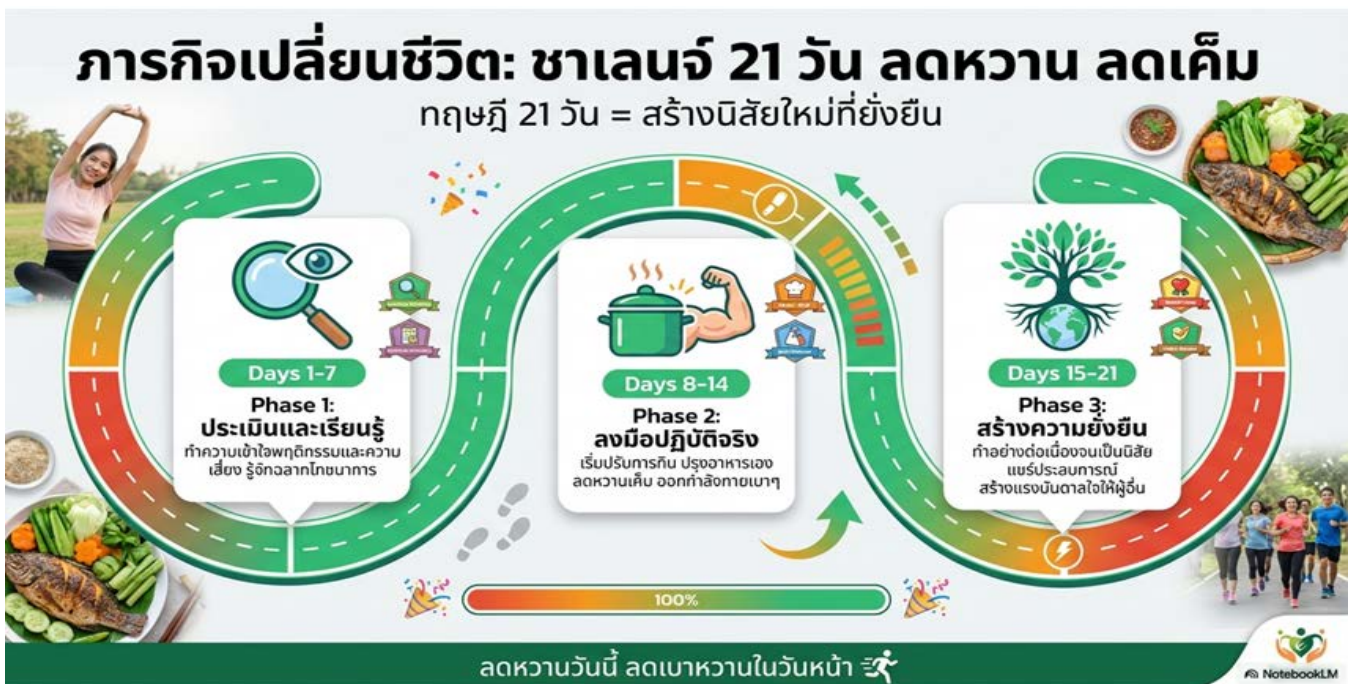 ภารกิจเปลี่ยนชีวิต: ชาเลนจ์ 21 วัน ลดหวาน ลดเค็ม
ทฤษฎี 21 วัน = สร้างนิสัยใหม่ที่ยั่งยืน
Days 1-7
Phase 1:
ประเมินและเรียนรู้
ทำความเข้าใจพฤติกรรมและความ
เสี่ยง รู้จักฉลากโภชนาการ
Days 8-14
Phase 2:
ลงมือปฏิบัติจริง
เริ่มปรับการกิน ปรุงอาหารเอง
ลดหวานเค็ม ออกกำลังกายเบาๆ
Days 15-21
Phase 3:
สร้างความยั่งยืน
ทำอย่างต่อเนื่องจนเป็นนิสัย
แชร์ประสบการณ์
สร้างแรงบันดาลใจให้ผู้อื่น
100%
ลดหวานวันนี้ ลดเบาหวานในวันหน้า
NotebookLM